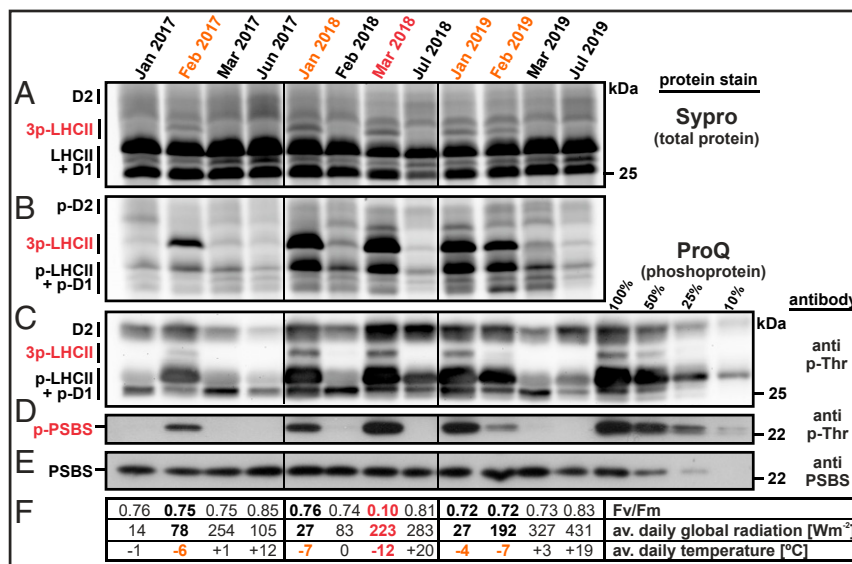 Jan 2017 Feb 2017 Mar 2017 Jun 2017 Jan 2018 Feb 2018 Mar 2018 Jul 2018 Jan 2019 Feb 2019 Mar 2019 Jul 2019
A
D2
3p-LHCII
LHCII
+ D1
kDa
25
protein stain
Sypro
(total protein)
B
p-D2
3p-LHCII
p-LHCII
+ p-D1
ProQ
(phoshoprotein)
100% 50% 25% 10%
antibody
C
D2
3p-LHCII
p-LHCII
+ p-D1
kDa
25
anti
p-Thr
D
p-PSBS
22
anti
p-Thr
E
PSBS
22
anti
PSBS
F
0.76 0.75 0.75 0.85 0.76 0.74 0.10 0.81 0.72 0.72 0.73 0.83 Fv/Fm
14 78 254 105 27 83 223 283 27 192 327 431 av. daily global radiation [Wm⁻²]
-1 -6 +1 +12 -7 0 -12 +20 -4 -7 +3 +19 av. daily temperature [ºC]